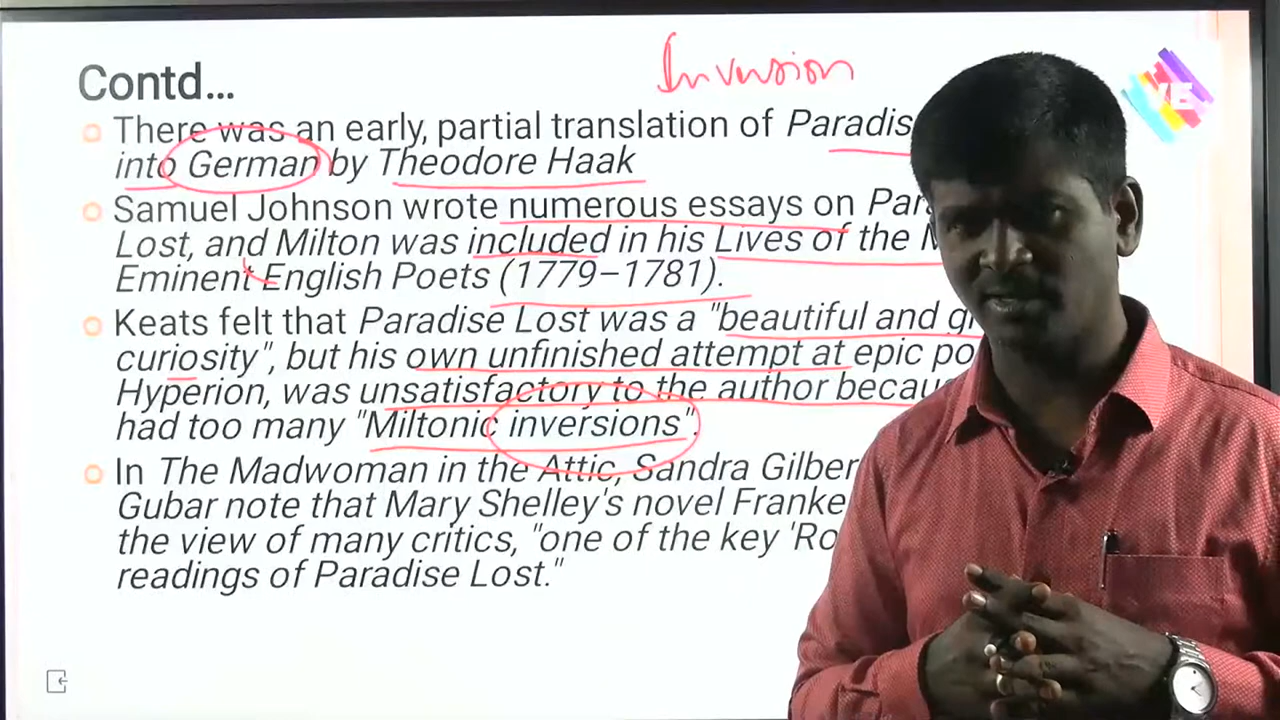 Inversion
Contd...
There was an early, partial translation of Paradis
into German by Theodore Haak
Samuel Johnson wrote numerous essays on Par
Lost, and Milton was included in his Lives of the M
Eminent English Poets (1779–1781).
Keats felt that Paradise Lost was a "beautiful and
curiosity", but his own unfinished attempt at epic po
Hyperion, was unsatisfactory to the author becau
had too many "Miltonic inversions".
In The Madwoman in the Attic, Sandra Gilber
Gubar note that Mary Shelley's novel Franke
the view of many critics, "one of the key 'Ro
readings of Paradise Lost."